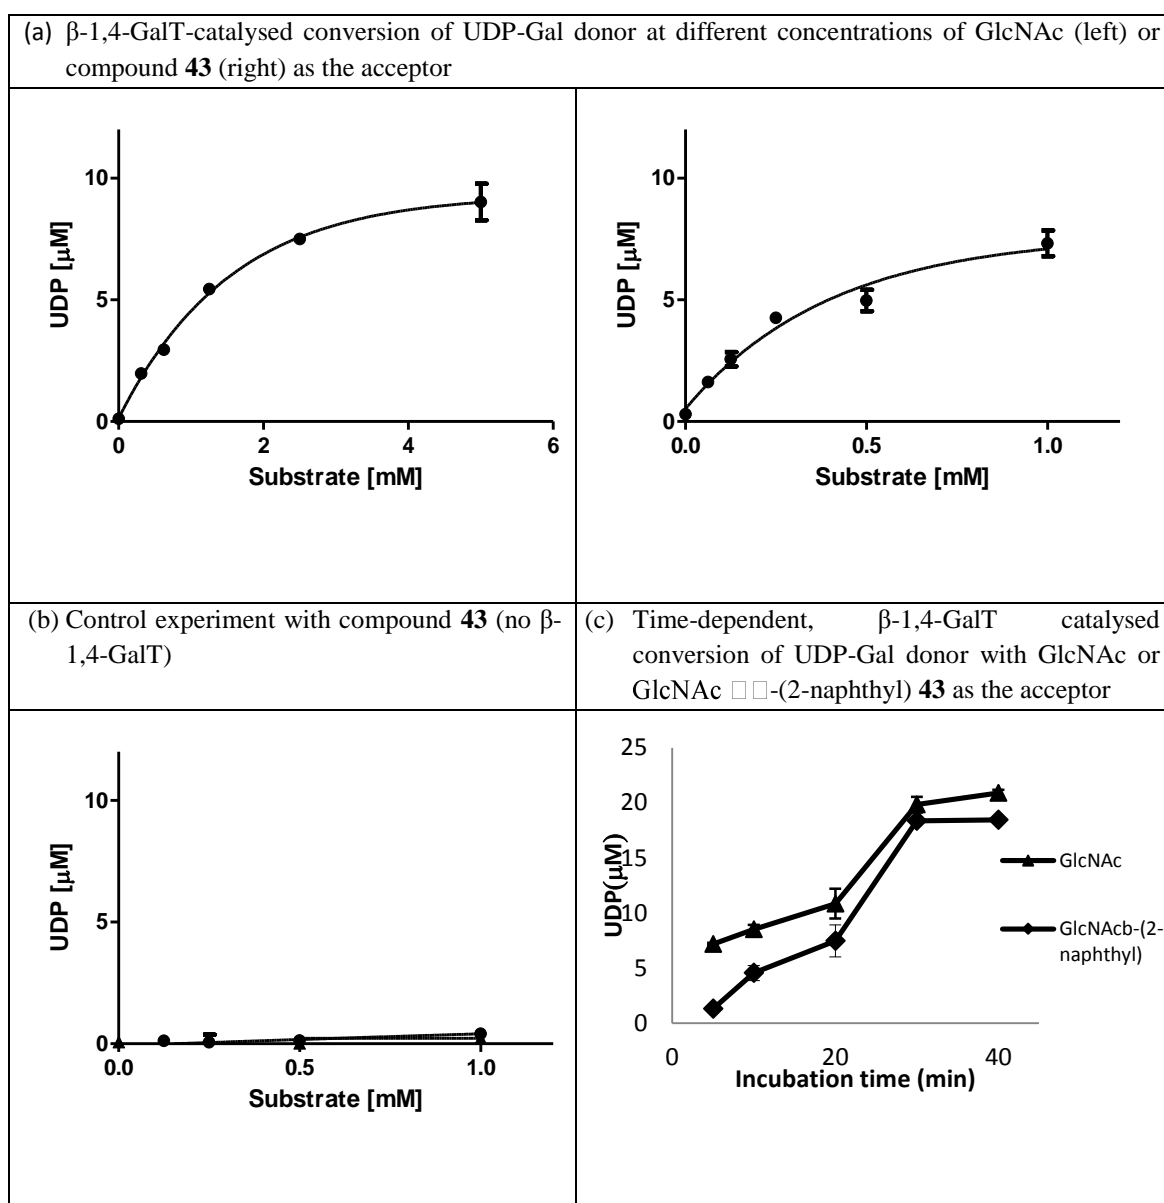 (a) β-1,4-GalT-catalysed conversion of UDP-Gal donor at different concentrations of GlcNAc (left) or
compound 43 (right) as the acceptor
10
5
0
UDP [μM]
0 2 4 6
Substrate [mM]
10
5
0
UDP [μM]
0.0 0.5 1.0
Substrate [mM]
(b) Control experiment with compound 43 (no β-
1,4-GalT)
(c) Time-dependent, β-1,4-GalT catalysed
conversion of UDP-Gal donor with GlcNAc or
GlcNAc □□-(2-naphthyl) 43 as the acceptor
10
5
0
UDP [μM]
0.0 0.5 1.0
Substrate [mM]
25
20
15
10
5
0
UDP(μM)
0 20 40
Incubation time (min)
GlcNAc
GlcNAcb-(2-
naphthyl)